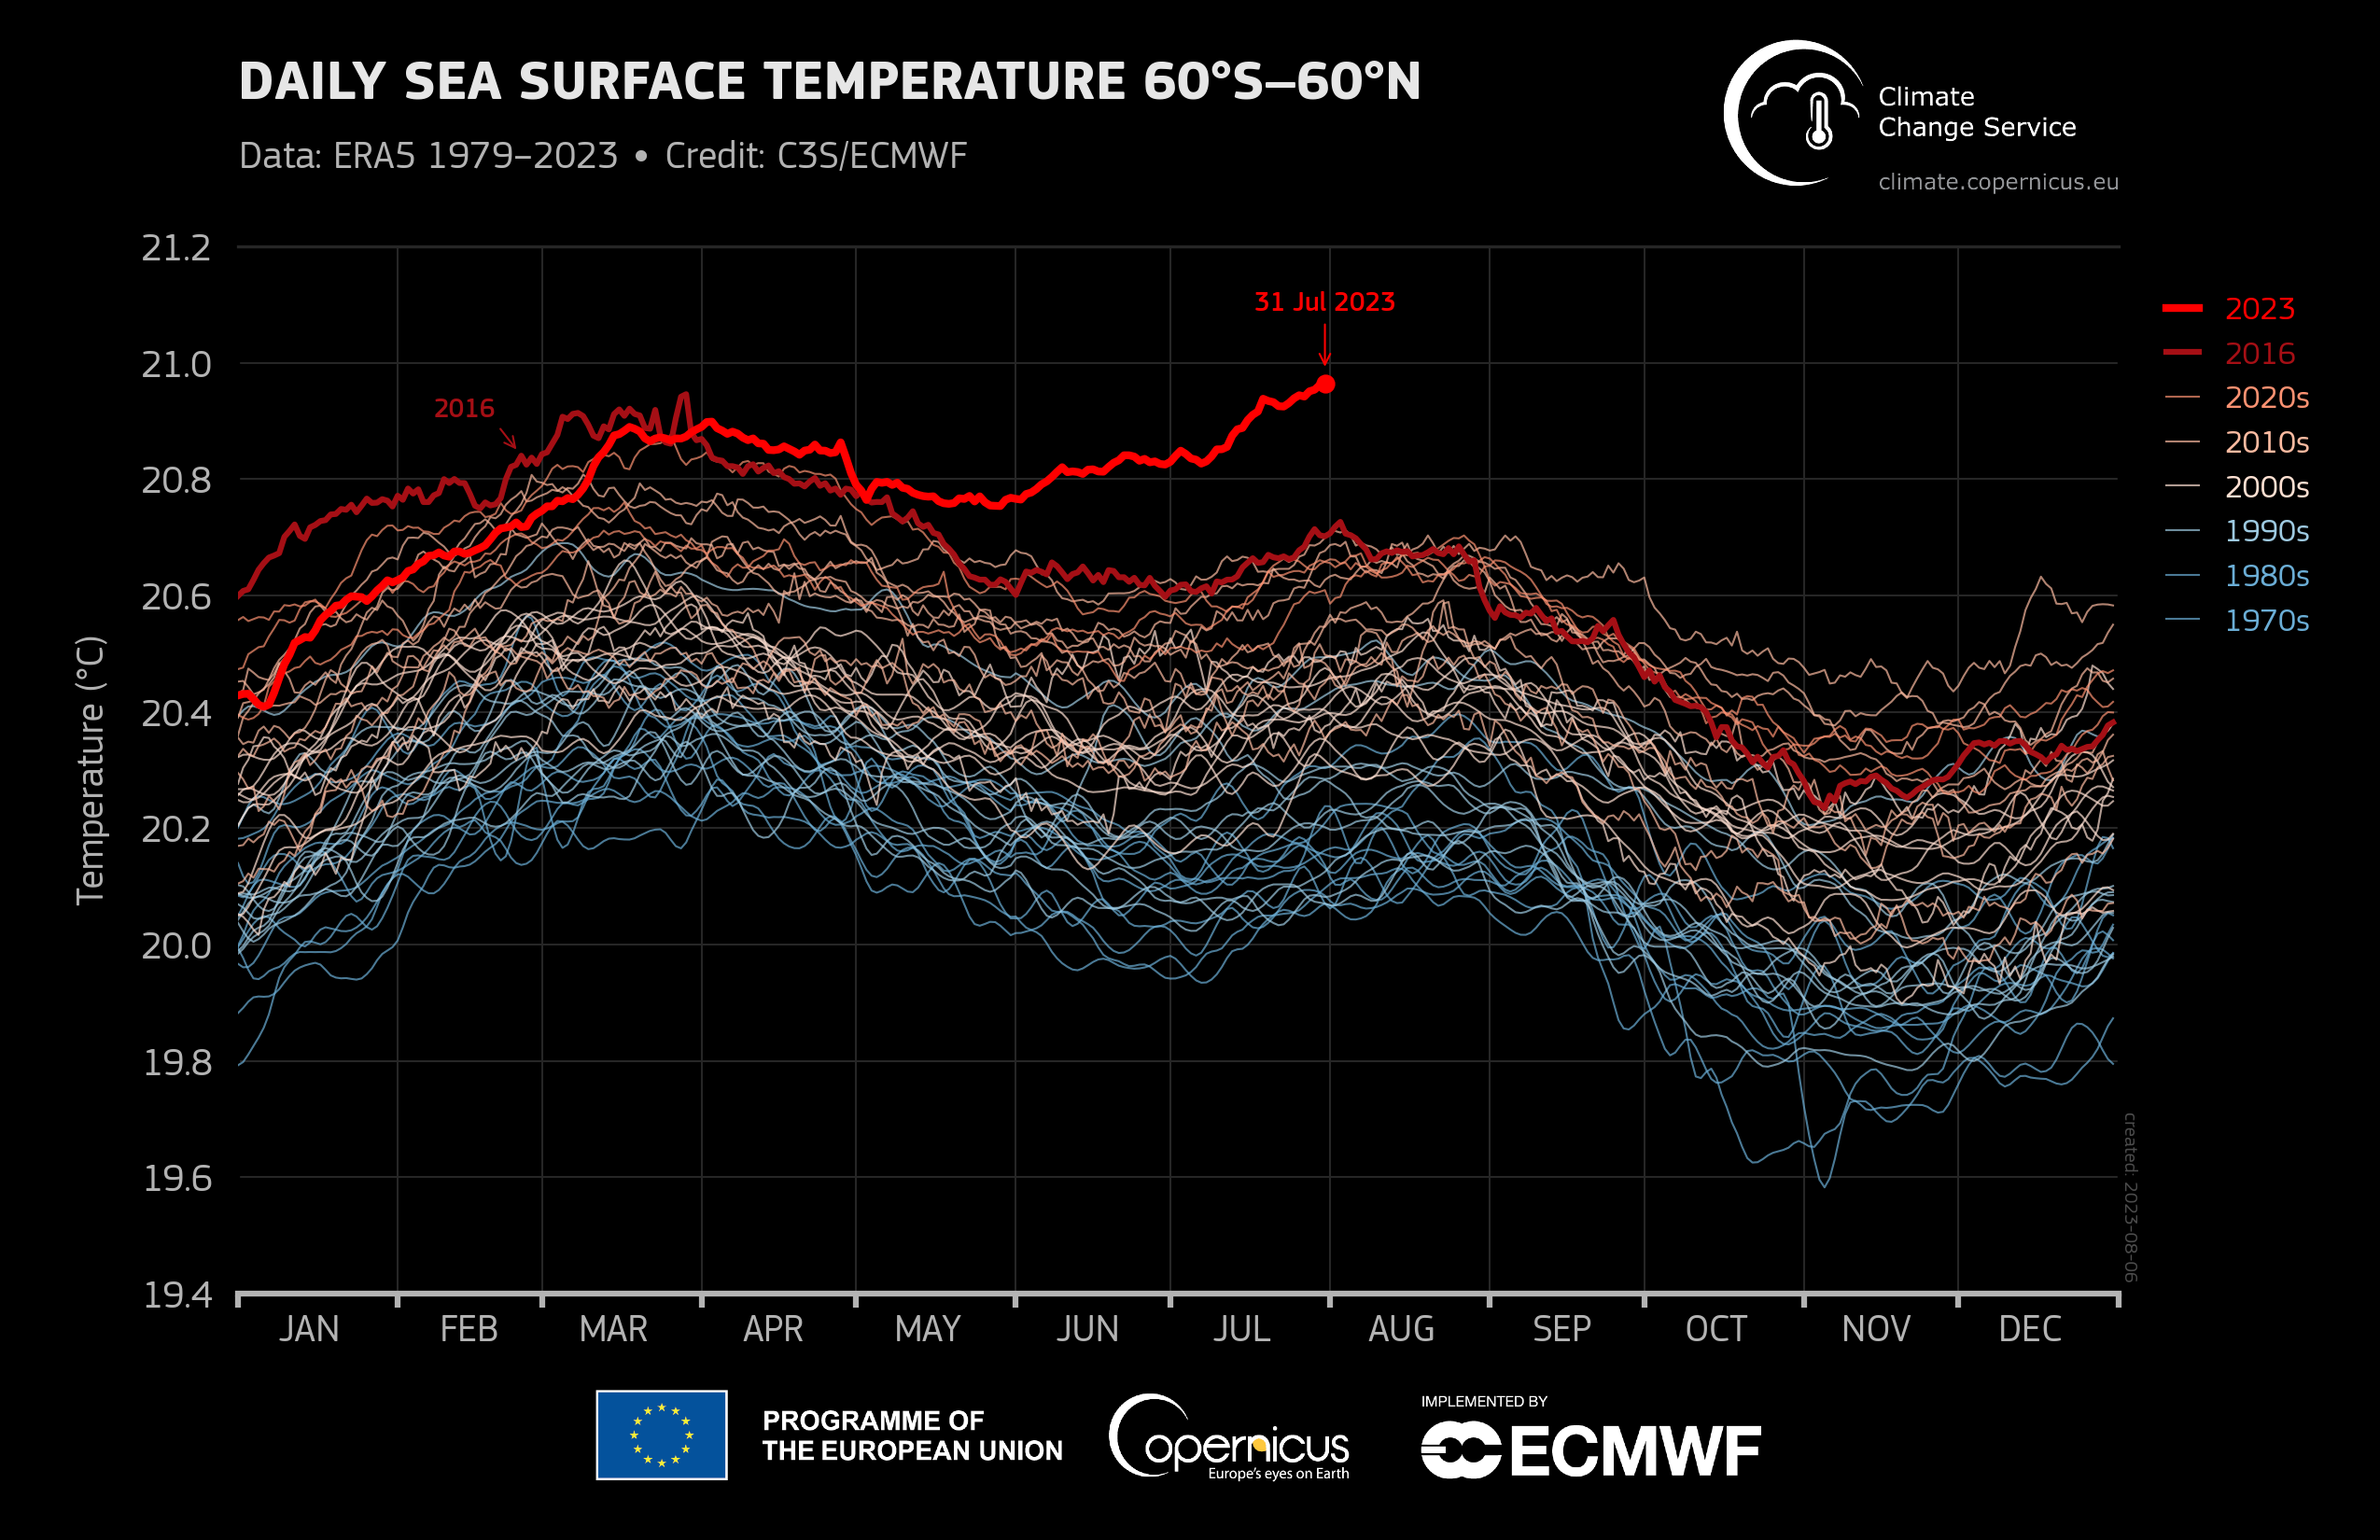 DAILY SEA SURFACE TEMPERATURE 60°S–60°N
Data: ERA5 1979–2023 • Credit: C3S/ECMWF
Climate
Change Service
climate.copernicus.eu
21.2
21.0
20.8
20.6
20.4
20.2
20.0
19.8
19.6
19.4
Temperature (°C)
2016
31 Jul 2023
2023
2016
2020s
2010s
2000s
1990s
1980s
1970s
created: 2023-08-06
JAN FEB MAR APR MAY JUN JUL AUG SEP OCT NOV DEC
PROGRAMME OF
THE EUROPEAN UNION
opernicus
Europe's eyes on Earth
IMPLEMENTED BY
ECMWF